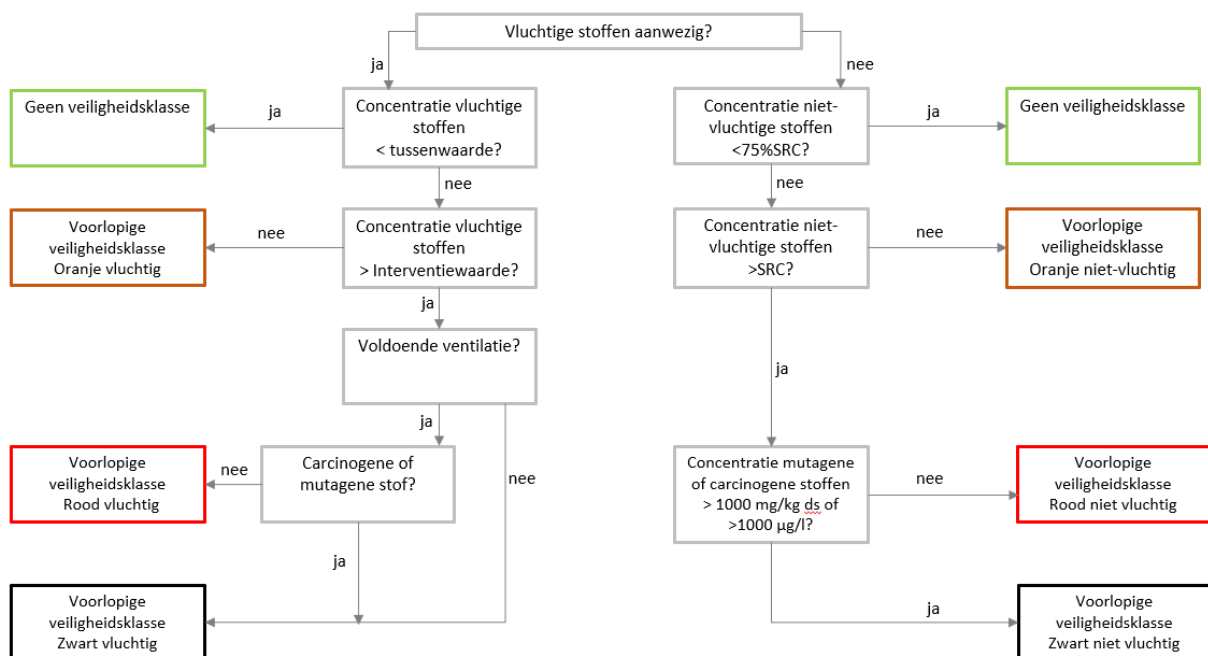 Vluchtige stoffen aanwezig?
ja
nee
Geen veiligheidsklasse
ja
Concentratie vluchtige
stoffen
< tussenwaarde?
Concentratie niet-
vluchtige stoffen
<75%SRC?
ja
Geen veiligheidsklasse
nee
nee
Voorlopige
veiligheidsklasse
Oranje vluchtig
nee
Concentratie vluchtige
stoffen
> Interventiewaarde?
Concentratie niet-
vluchtige stoffen
>SRC?
nee
Voorlopige
veiligheidsklasse
Oranje niet-vluchtig
ja
Voldoende ventilatie?
ja
ja
nee
Voorlopige
veiligheidsklasse
Rood vluchtig
nee
Carcinogene of
mutagene stof?
Concentratie mutagene
of carcinogene stoffen
> 1000 mg/kg ds of
>1000 µg/l?
nee
Voorlopige
veiligheidsklasse
Rood niet vluchtig
ja
Voorlopige
veiligheidsklasse
Zwart vluchtig
ja
Voorlopige
veiligheidsklasse
Zwart niet vluchtig